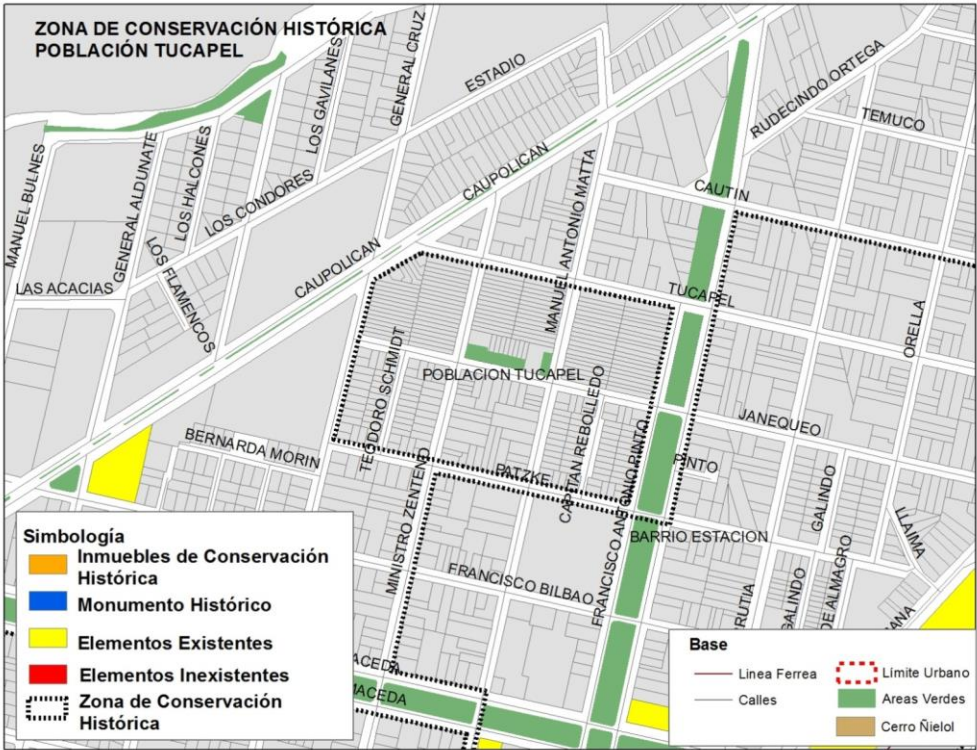 ZONA DE CONSERVACIÓN HISTÓRICA
POBLACIÓN TUCAPEL
LOS GAVILANES
GENERAL CRUZ
ESTADIO
RUDECINDO ORTEGA
TEMUCO
MANUEL BULNES
GENERAL ALDUNATE
LOS HALCONES
LOS CONDORES
CAUPOLICAN
MANUEL ANTONIO MATTA
CAUTIN
LOS FLAMENCOS
CAUPOLICAN
LAS ACACIAS
TUCAPEL
ORELLA
TEODORO SCHMIDT
POBLACION TUCAPEL
CAPITAN REBOLLEDO
JANEQUEO
BERNARDA MORIN
PATZKE
FRANCISCO ANTONIO PINTO
PINTO
GALINDO
LLAIMA
MINISTRO ZENTENO
BARRIO ESTACION
FRANCISCO BILBAO
RRUTIA
GALINDO
DE ALMAGRO
ANA
ACEDA
MACEDA
Simbología
Inmuebles de Conservación
Histórica
Monumento Histórico
Elementos Existentes
Elementos Inexistentes
Zona de Conservación
Histórica
Base
Linea Ferrea
Calles
Límite Urbano
Areas Verdes
Cerro Ñielol